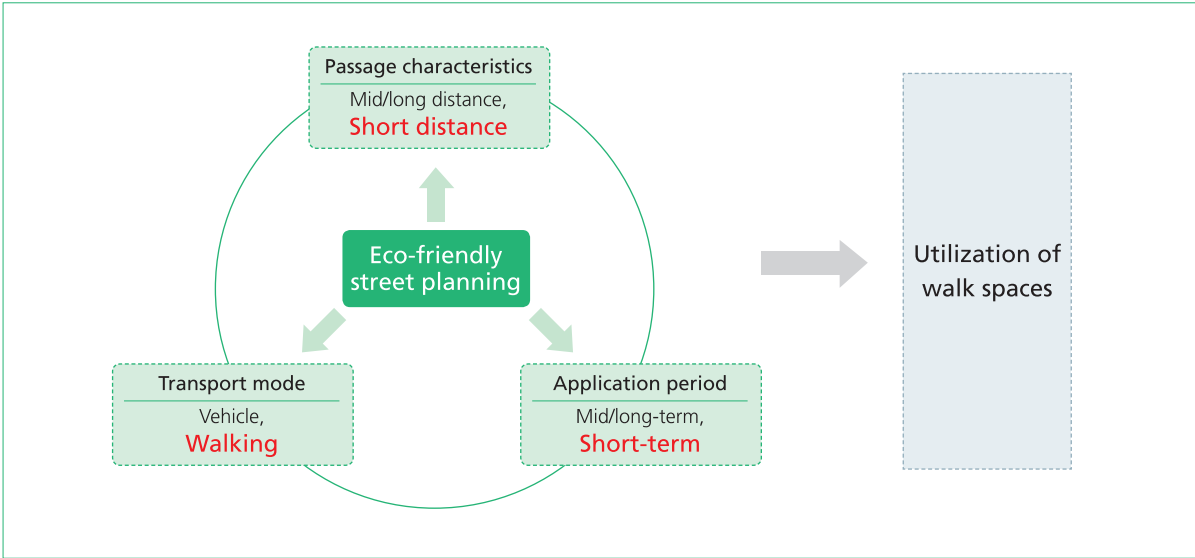 Passage characteristics
Mid/long distance,
Short distance
Eco-friendly
street planning
Transport mode
Vehicle,
Walking
Application period
Mid/long-term,
Short-term
Utilization of
walk spaces